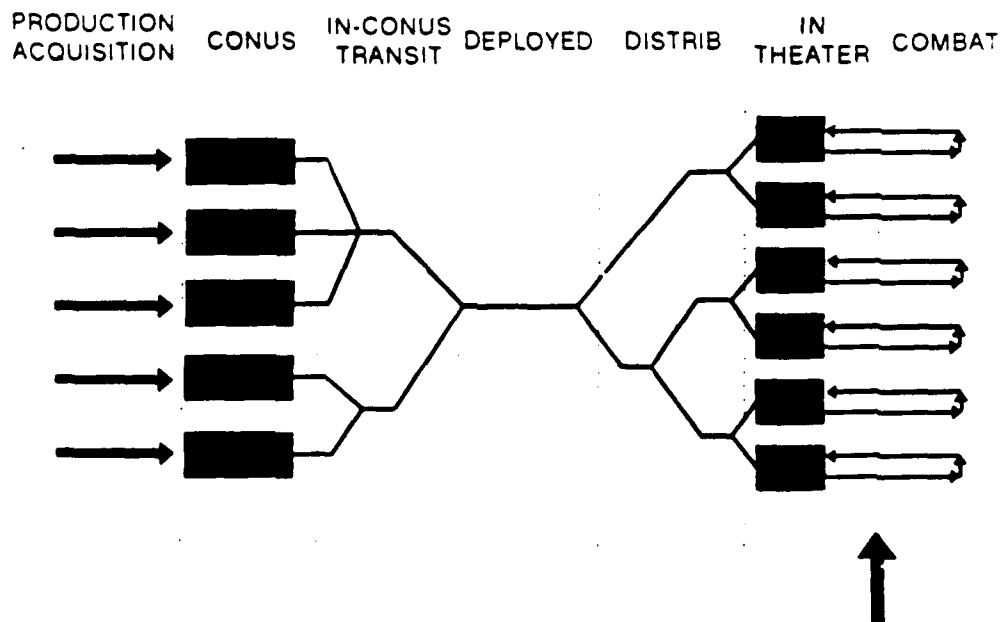 PRODUCTION
ACQUISITION
CONUS
IN-CONUS
TRANSIT
DEPLOYED
DISTRIB
IN
THEATER
COMBAT